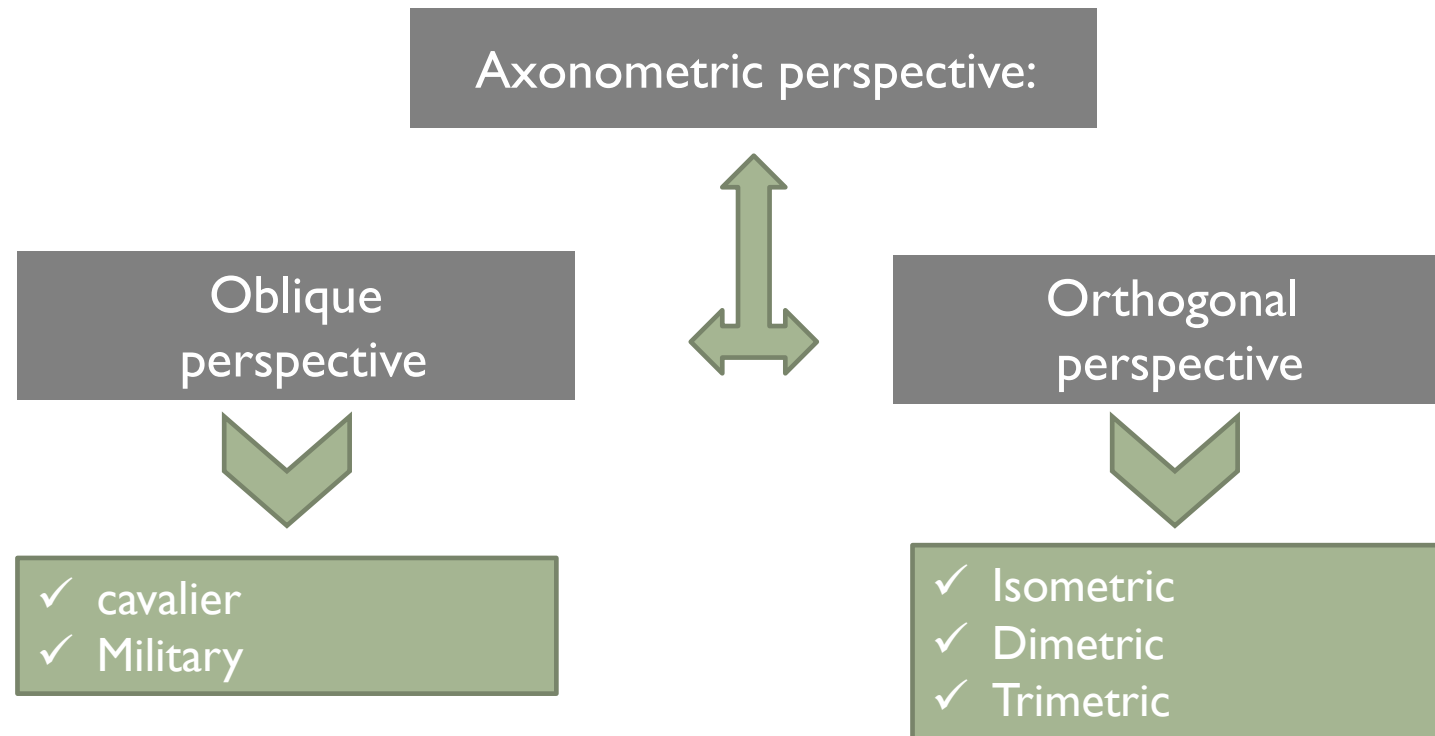 Axonometric perspective:
Oblique
perspective
Orthogonal
perspective
✓ cavalier
✓ Military
✓ Isometric
✓ Dimetric
✓ Trimetric